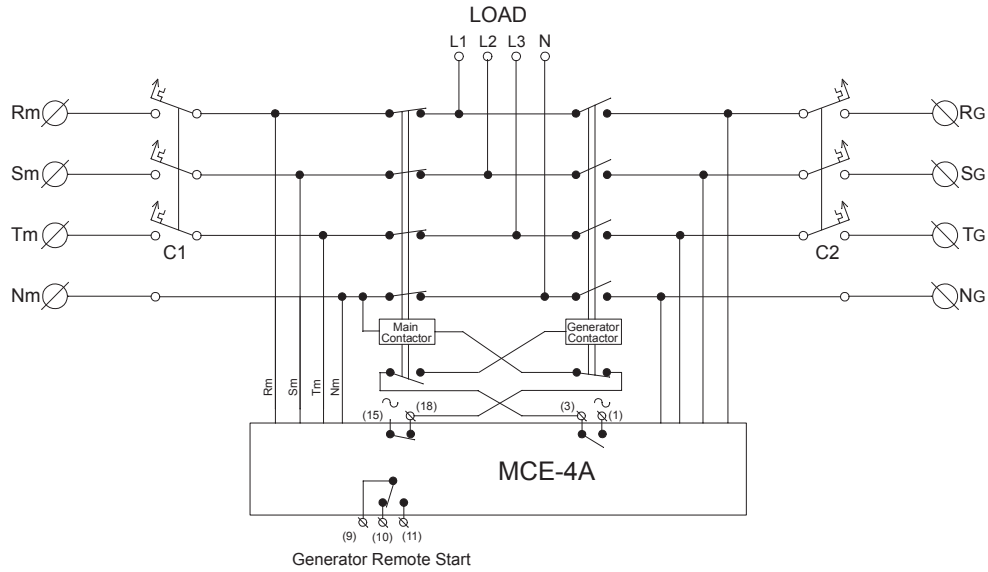 LOAD
L1 L2 L3 N
Rm RG
Sm SG
Tm TG
C1 C2
Nm NG
Main
Contactor
Generator
Contactor
Rm
Sm
Tm
Nm
(15) (18) (3) (1)
MCE-4A
(9) (10) (11)
Generator Remote Start